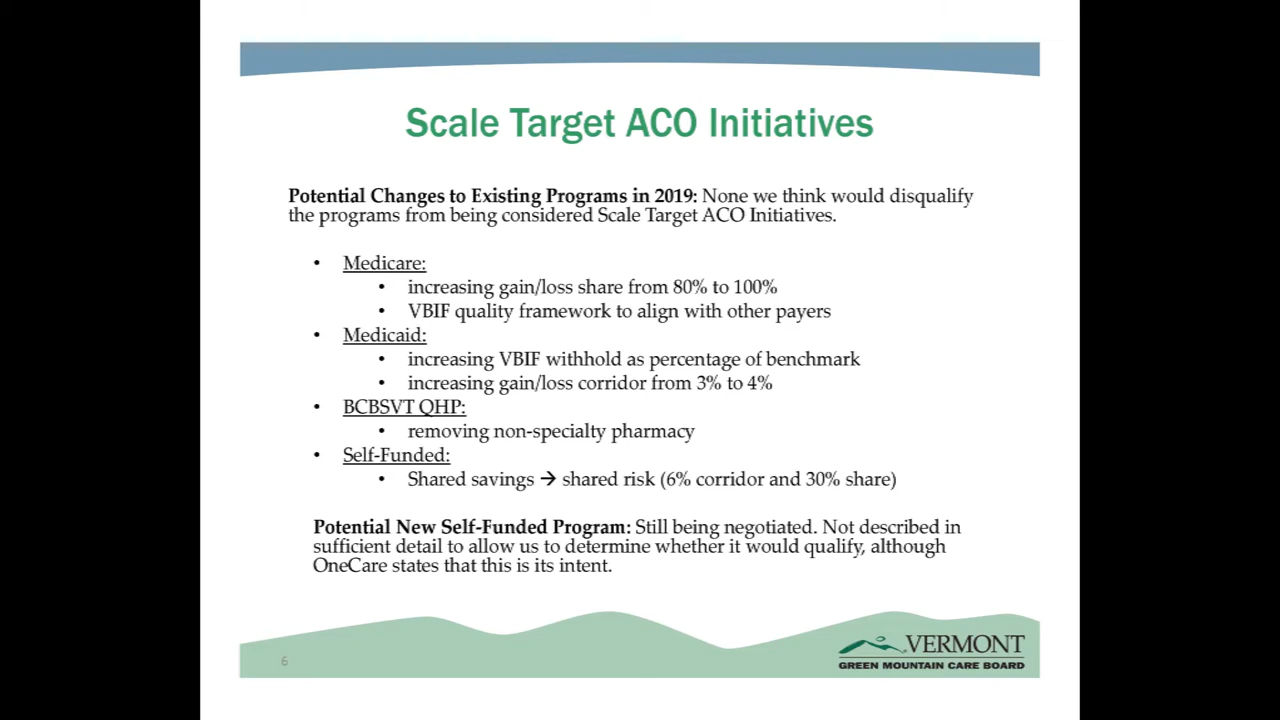 Scale Target ACO Initiatives
Potential Changes to Existing Programs in 2019: None we think would disqualify
the programs from being considered Scale Target ACO Initiatives.
• Medicare:
• increasing gain/loss share from 80% to 100%
• VBIF quality framework to align with other payers
• Medicaid:
• increasing VBIF withhold as percentage of benchmark
• increasing gain/loss corridor from 3% to 4%
• BCBSVT QHP:
• removing non-specialty pharmacy
• Self-Funded:
• Shared savings → shared risk (6% corridor and 30% share)
Potential New Self-Funded Program: Still being negotiated. Not described in
sufficient detail to allow us to determine whether it would qualify, although
OneCare states that this is its intent.
6
VERMONT
GREEN MOUNTAIN CARE BOARD